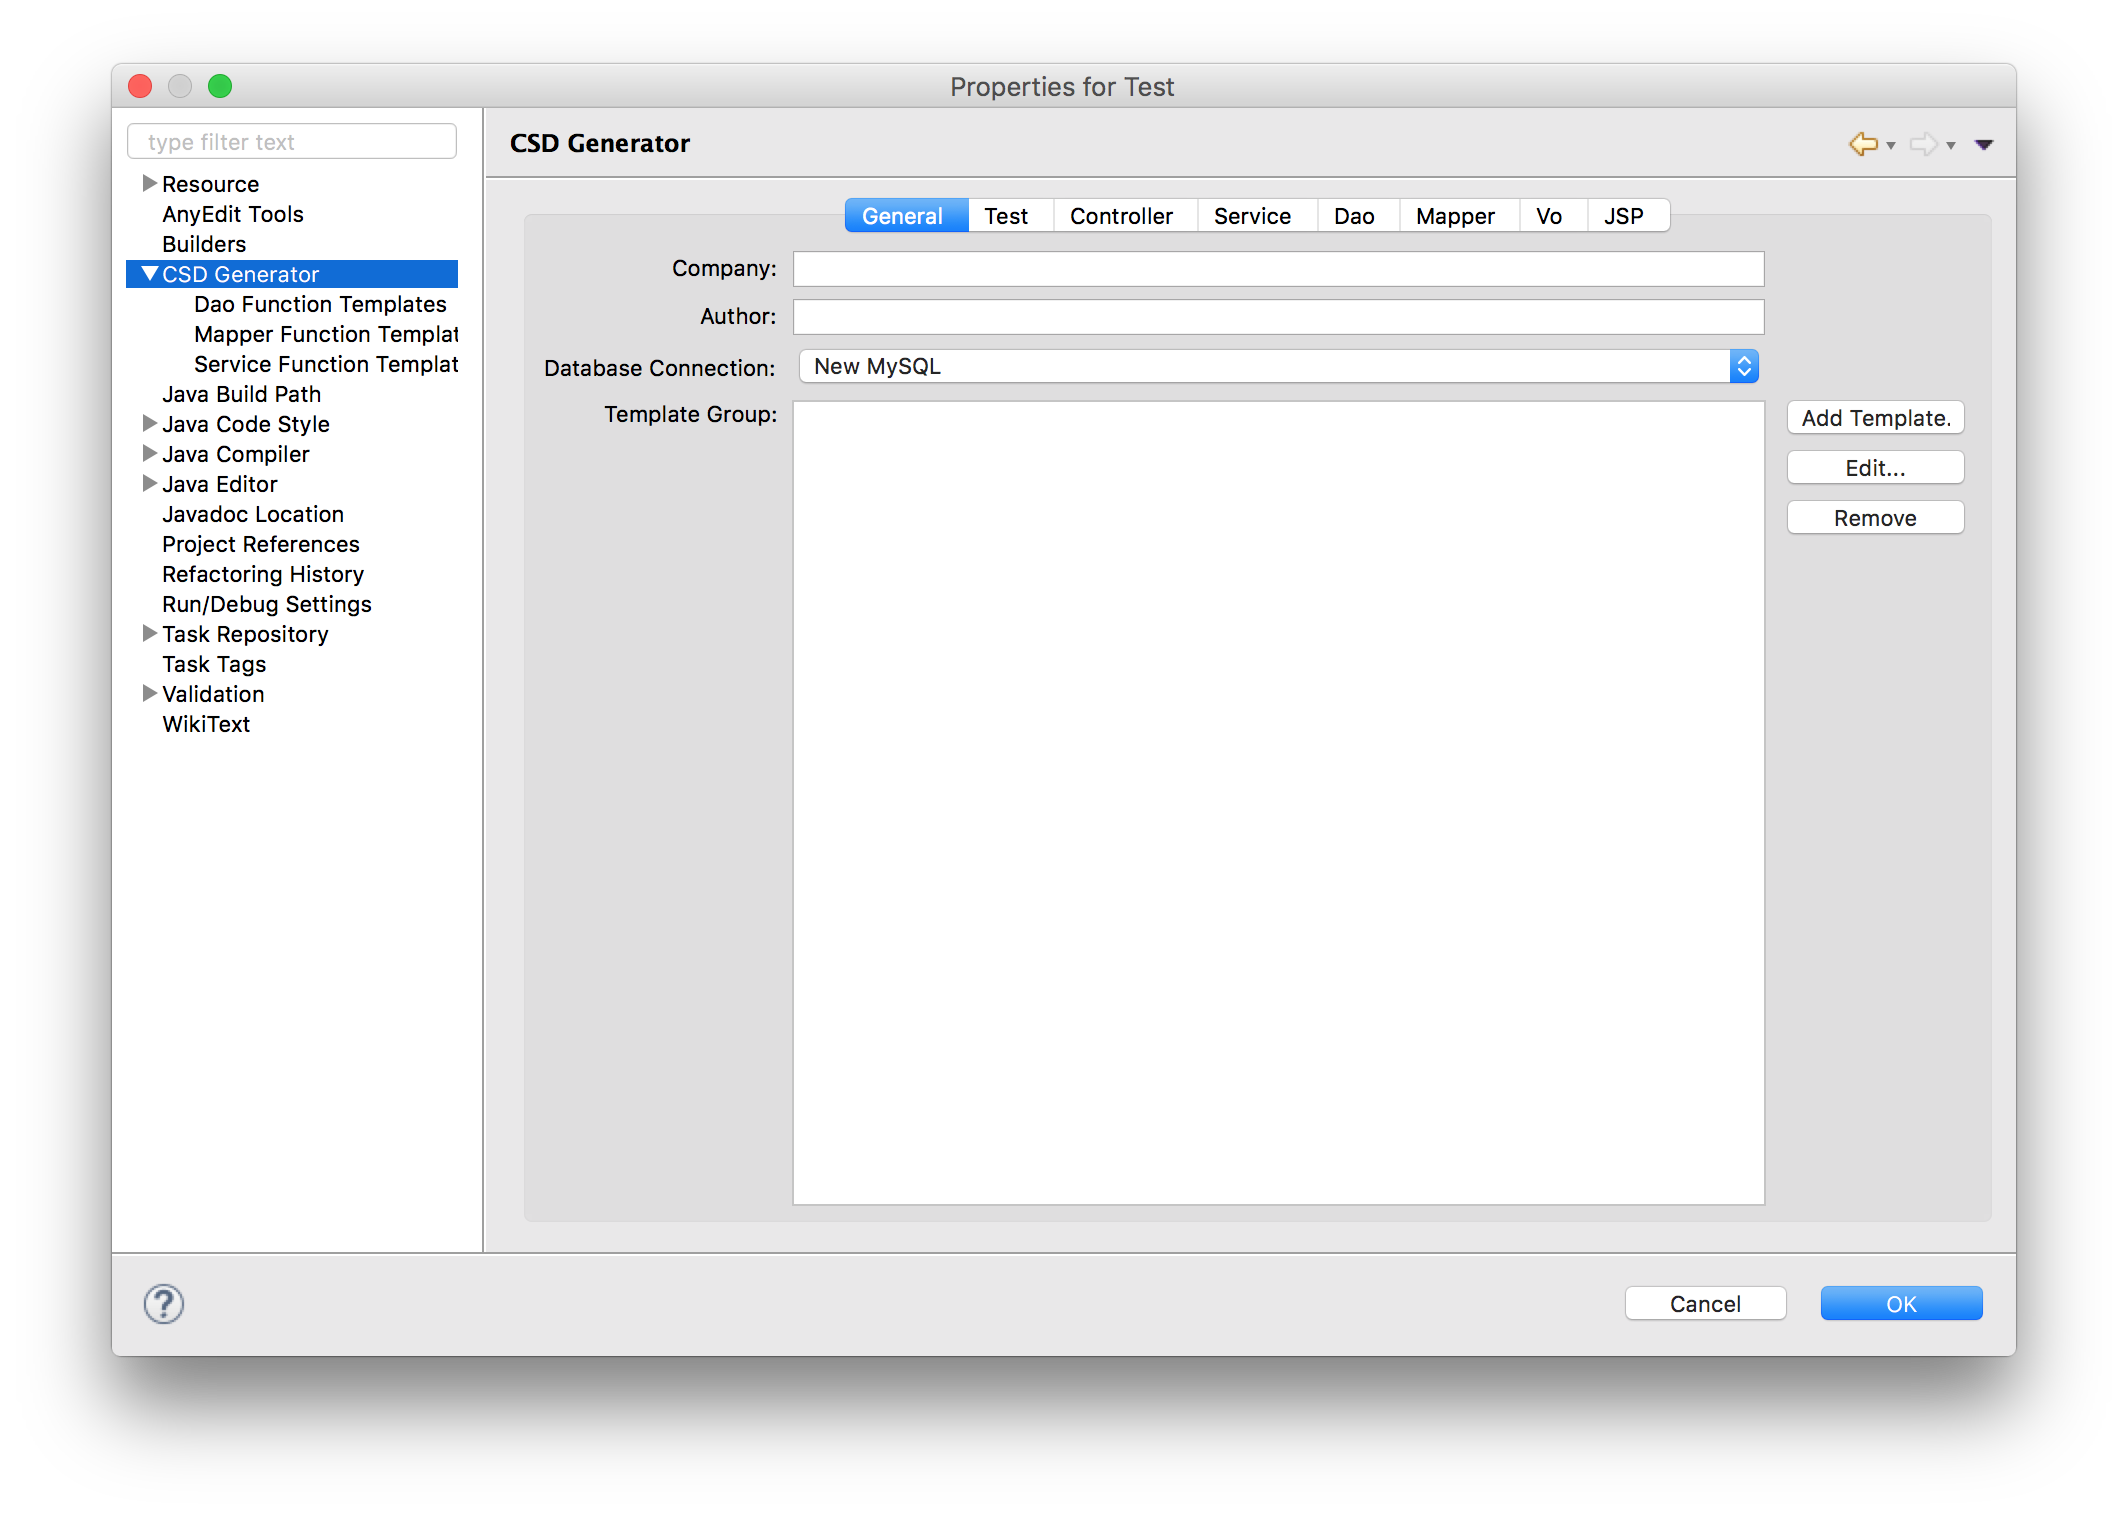 Properties for Test
type filter text
Resource
AnyEdit Tools
Builders
CSD Generator
Dao Function Templates
Mapper Function Templat
Service Function Templat
Java Build Path
Java Code Style
Java Compiler
Java Editor
Javadoc Location
Project References
Refactoring History
Run/Debug Settings
Task Repository
Task Tags
Validation
WikiText
CSD Generator
General Test Controller Service Dao Mapper Vo JSP
Company:
Author:
Database Connection: New MySQL
Template Group:
Add Template.
Edit...
Remove
?
Cancel OK